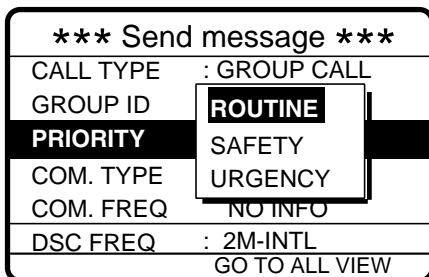 *** Send message ***
CALL TYPE : GROUP CALL
GROUP ID
ROUTINE
PRIORITY
SAFETY
COM. TYPE
URGENCY
COM. FREQ NO INFO
DSC FREQ : 2M-INTL
GO TO ALL VIEW